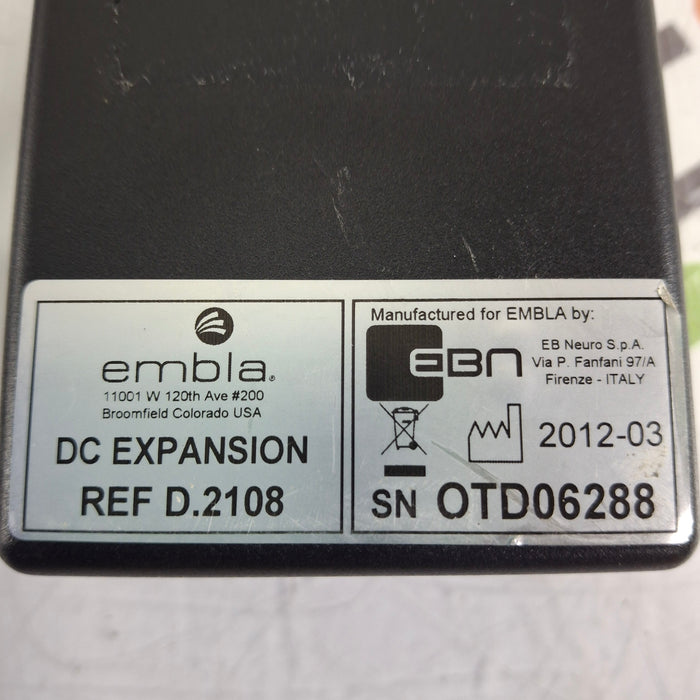 embla®
11001 W 120th Ave #200
Broomfield Colorado USA
DC EXPANSION
REF D.2108
Manufactured for EMBLA by:
EBN
EB Neuro S.p.A.
Via P. Fanfani 97/A
Firenze - ITALY
2012-03
SN OTD06288